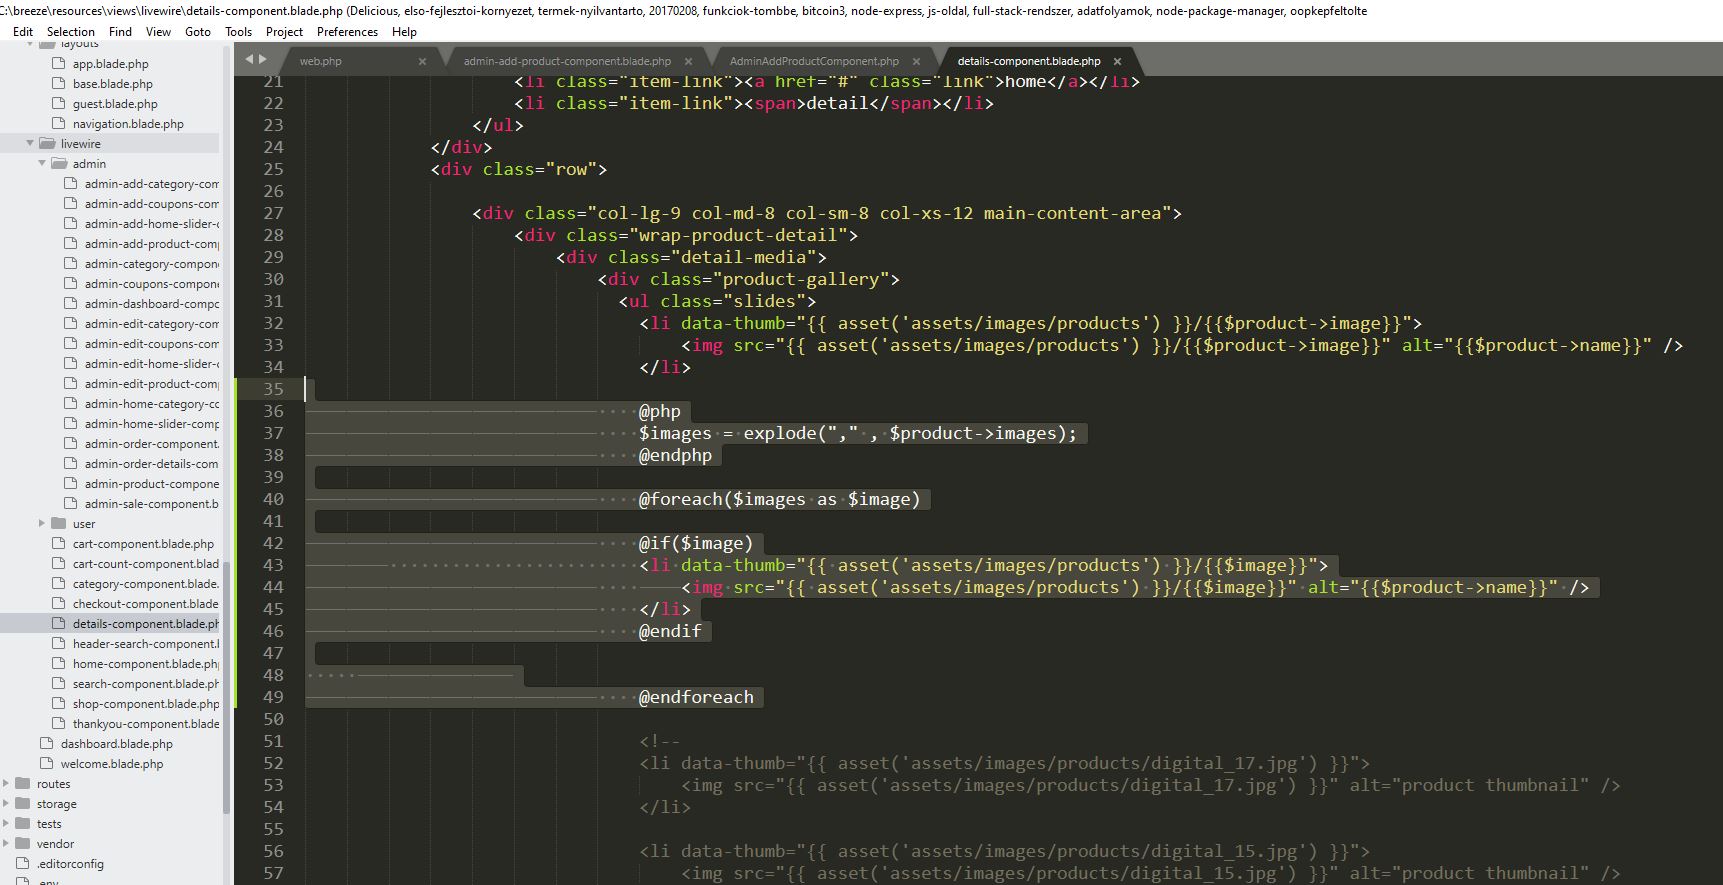 C:\breeze\resources\views\livewire\details-component.blade.php (Delicious, elso-fejlesztoi-kornyezet, termek-nyilvantarto, 20170208, funkciok-tombbe, bitcoin3, node-express, js-oldal, full-stack-rendszer, adatfolyamok, node-package-manager, oopkepfeltolte
Edit Selection Find View Goto Tools Project Preferences Help
layouts
app.blade.php
base.blade.php
guest.blade.php
navigation.blade.php
livewire
admin
admin-add-category-com
admin-add-coupons-com
admin-add-home-slider-c
admin-add-product-comp
admin-category-compone
admin-coupons-compone
admin-dashboard-compo
admin-edit-category-com
admin-edit-coupons-com
admin-edit-home-slider-c
admin-edit-product-comp
admin-home-category-co
admin-home-slider-comp
admin-order-component.
admin-order-details-com
admin-product-compone
admin-sale-component.b
user
cart-component.blade.php
cart-count-component.blad
category-component.blade.
checkout-component.blade
details-component.blade.ph
header-search-component.b
home-component.blade.php
search-component.blade.ph
shop-component.blade.php
thankyou-component.blade
dashboard.blade.php
welcome.blade.php
routes
storage
tests
vendor
.editorconfig
.env
web.php × admin-add-product-component.blade.php × AdminAddProductComponent.php × details-component.blade.php ×
21 <li class="item-link"><a href="#" class="link">home</a></li>
22 <li class="item-link"><span>detail</span></li>
23 </ul>
24 </div>
25 <div class="row">
26
27 <div class="col-lg-9 col-md-8 col-sm-8 col-xs-12 main-content-area">
28 <div class="wrap-product-detail">
29 <div class="detail-media">
30 <div class="product-gallery">
31 <ul class="slides">
32 <li data-thumb="{{ asset('assets/images/products') }}/{{$product->image}}">
33 <img src="{{ asset('assets/images/products') }}/{{$product->image}}" alt="{{$product->name}}" />
34 </li>
35
36 @php
37 $images = explode("," , $product->images);
38 @endphp
39
40 @foreach($images as $image)
41
42 @if($image)
43 <li data-thumb="{{ asset('assets/images/products') }}/{{$image}}">
44 <img src="{{ asset('assets/images/products') }}/{{$image}}" alt="{{$product->name}}" />
45 </li>
46 @endif
47
48
49 @endforeach
50
51 <!--
52 <li data-thumb="{{ asset('assets/images/products/digital_17.jpg') }}">
53 <img src="{{ asset('assets/images/products/digital_17.jpg') }}" alt="product thumbnail" />
54 </li>
55
56 <li data-thumb="{{ asset('assets/images/products/digital_15.jpg') }}">
57 <img src="{{ asset('assets/images/products/digital_15.jpg') }}" alt="product thumbnail" />